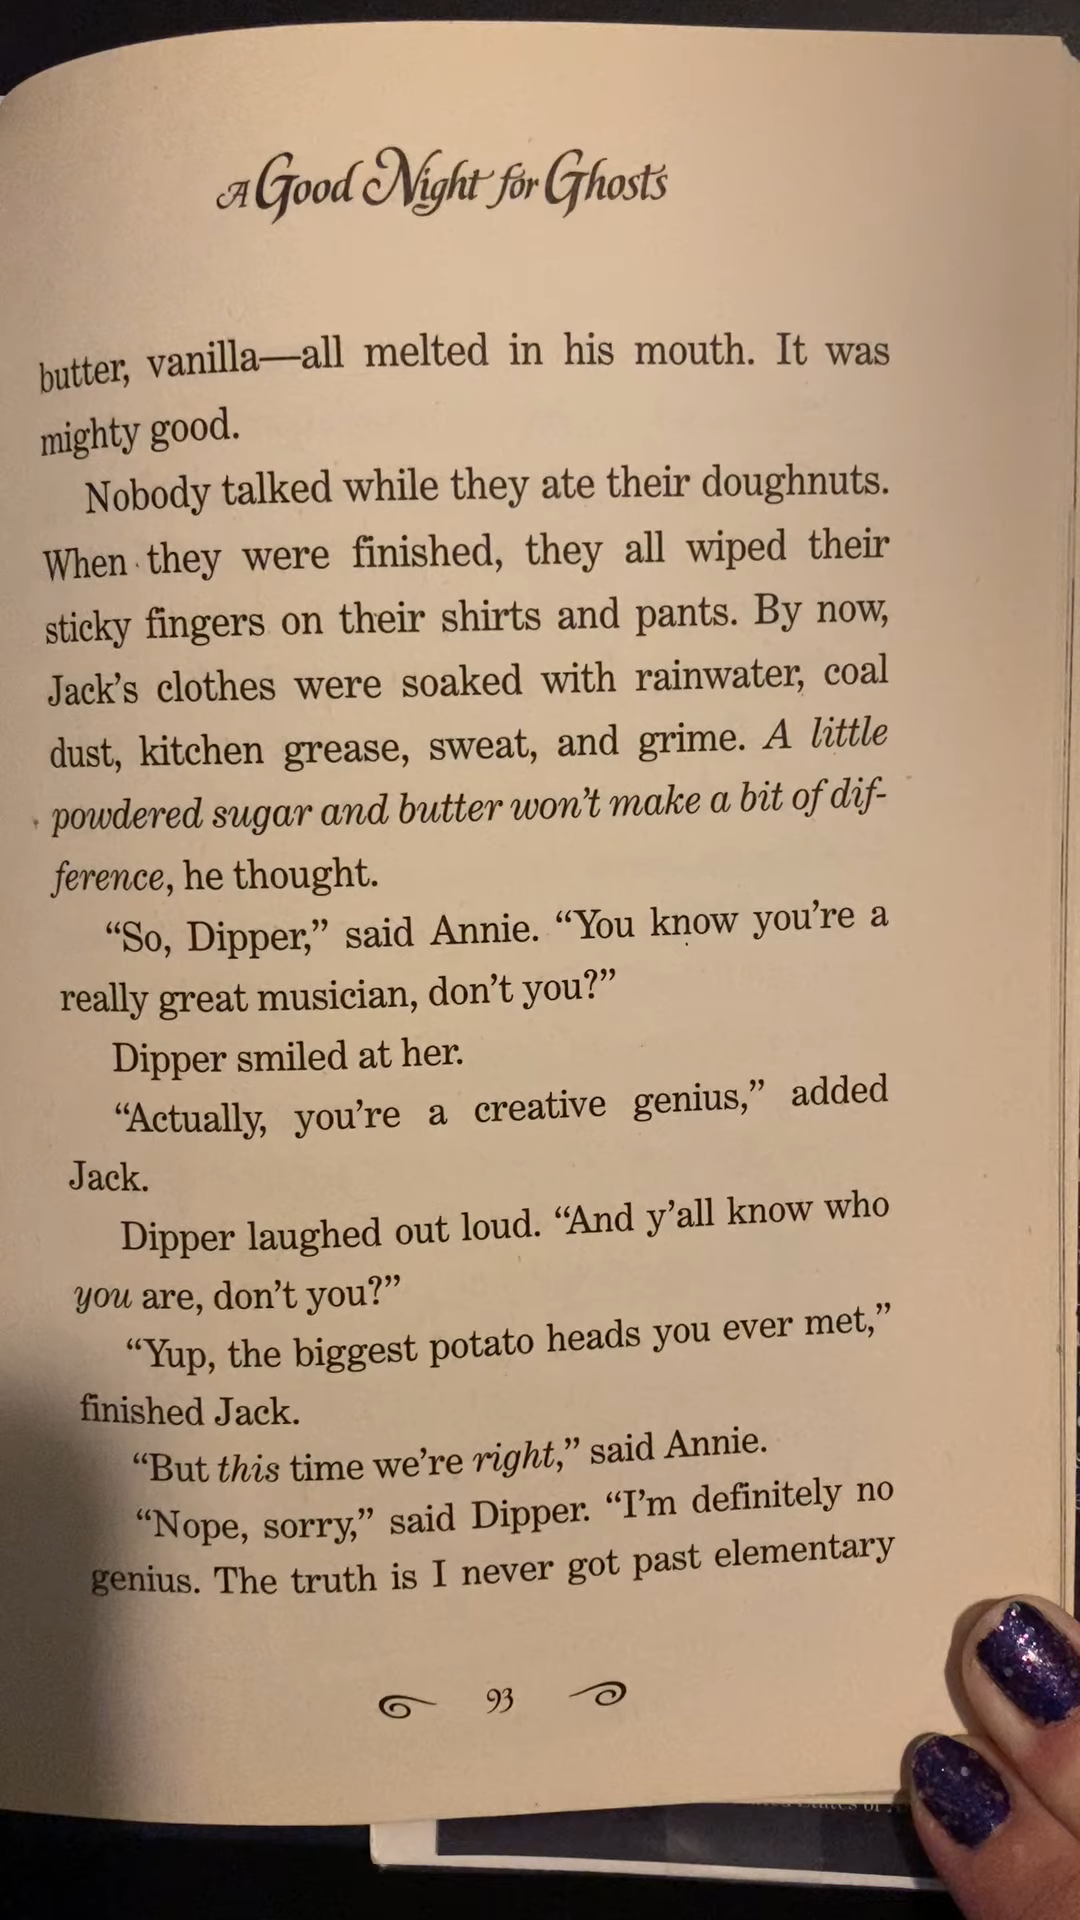 A Good Night for Ghosts
butter, vanilla—all melted in his mouth. It was
mighty good.
Nobody talked while they ate their doughnuts.
When they were finished, they all wiped their
sticky fingers on their shirts and pants. By now,
Jack's clothes were soaked with rainwater, coal
dust, kitchen grease, sweat, and grime. A little
powdered sugar and butter won't make a bit of dif-
ference, he thought.
“So, Dipper,” said Annie. “You know you're a
really great musician, don't you?”
Dipper smiled at her.
“Actually, you're a creative genius,” added
Jack.
Dipper laughed out loud. “And y'all know who
you are, don't you?”
“Yup, the biggest potato heads you ever met,”
finished Jack.
“But this time we're right,” said Annie.
“Nope, sorry,” said Dipper. “I'm definitely no
genius. The truth is I never got past elementary
93